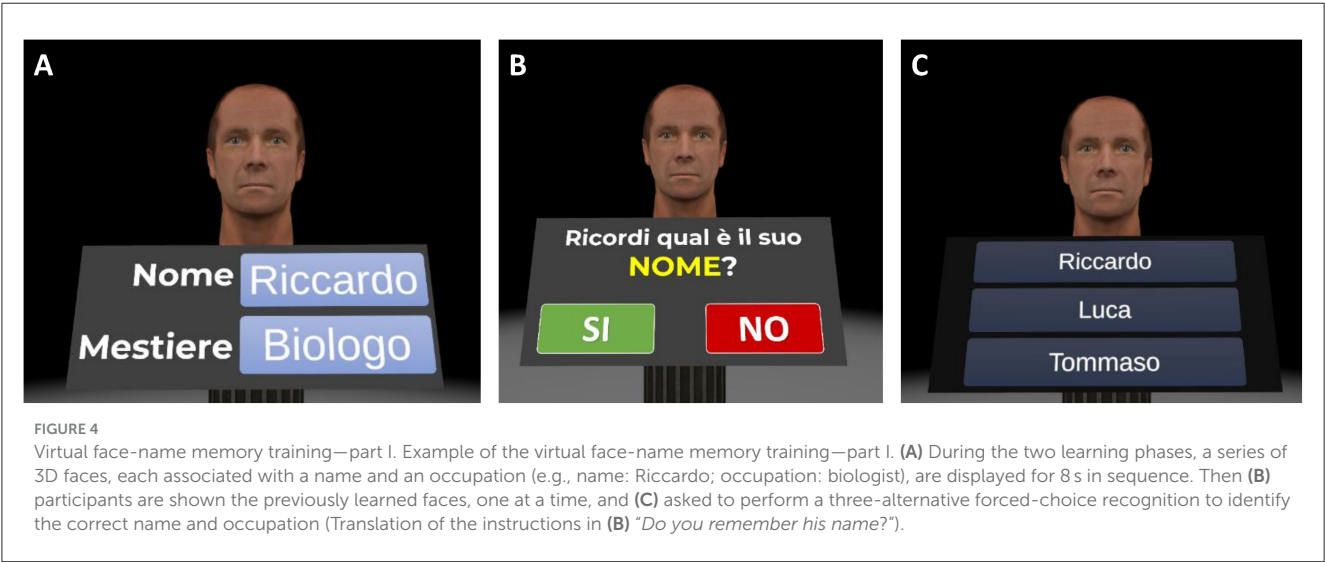 A
Nome Riccardo
Mestiere Biologo
B
Ricordi qual è il suo
NOME?
SI NO
C
Riccardo
Luca
Tommaso
FIGURE 4
Virtual face-name memory training—part I. Example of the virtual face-name memory training—part I. (A) During the two learning phases, a series of
3D faces, each associated with a name and an occupation (e.g., name: Riccardo; occupation: biologist), are displayed for 8 s in sequence. Then (B)
participants are shown the previously learned faces, one at a time, and (C) asked to perform a three-alternative forced-choice recognition to identify
the correct name and occupation (Translation of the instructions in (B) “Do you remember his name?”).